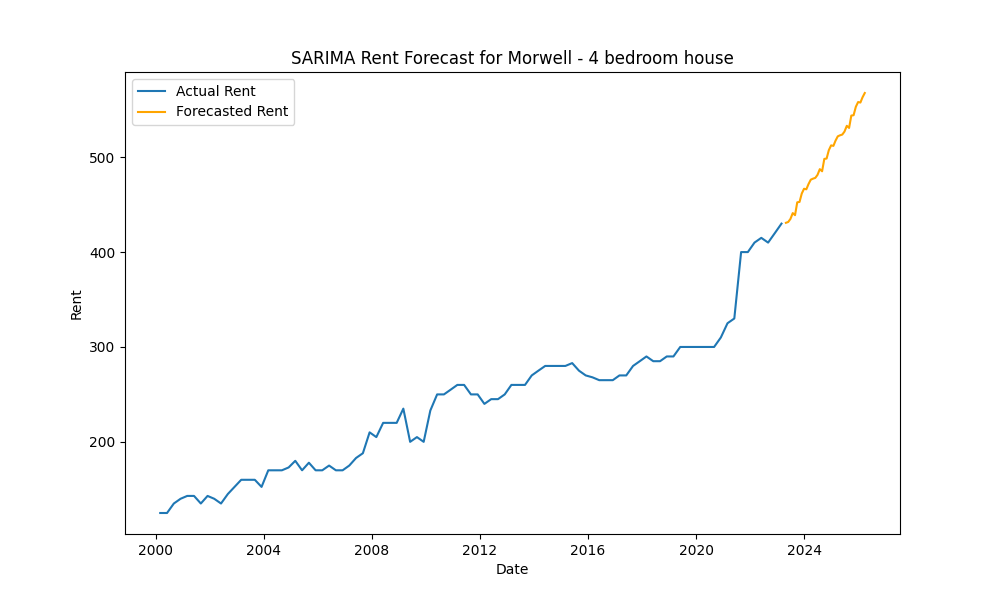 SARIMA Rent Forecast for Morwell - 4 bedroom house
Actual Rent
Forecasted Rent
500
400
300
200
Rent
2000 2004 2008 2012 2016 2020 2024
Date